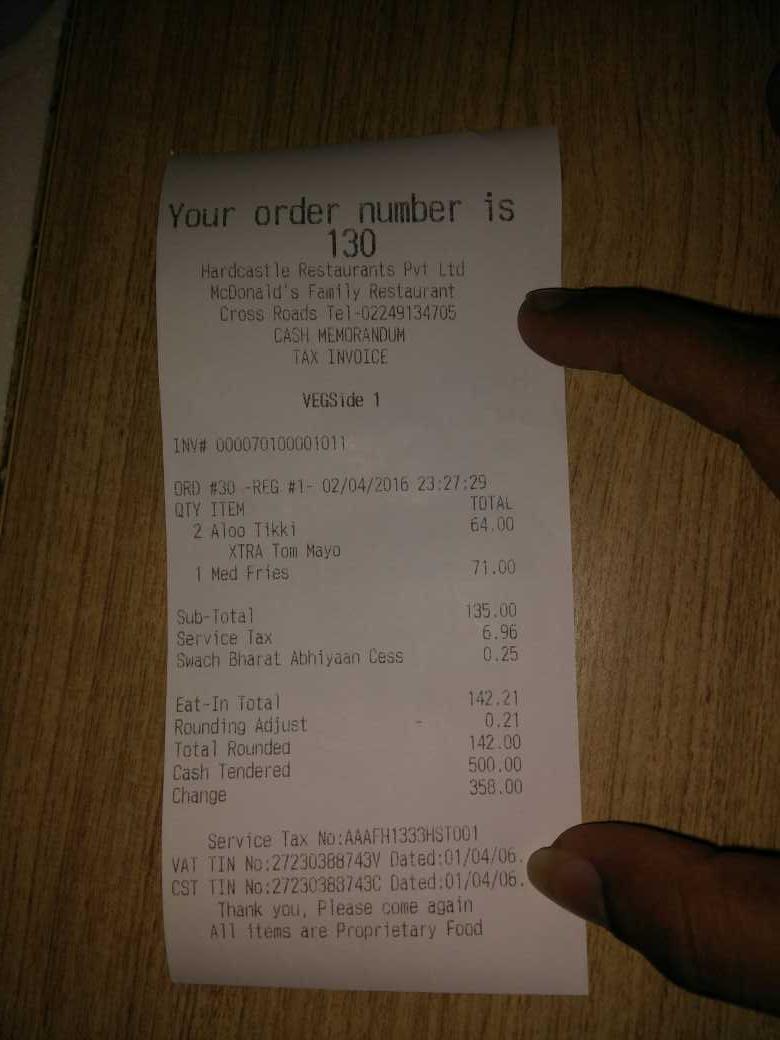 Your order number is
130
Hardcastle Restaurants Pvt Ltd
McDonald's Family Restaurant
Cross Roads Tel-02249134705
CASH MEMORANDUM
TAX INVOICE
VEGSide 1
INV# 000070100001011
ORD #30 -REG #1- 02/04/2016 23:27:29
QTY ITEM TOTAL
2 Aloo Tikki 64.00
XTRA Tom Mayo
1 Med Fries 71.00
Sub-Total 135.00
Service Tax 6.96
Swach Bharat Abhiyaan Cess 0.25
Eat-In Total 142.21
Rounding Adjust - 0.21
Total Rounded 142.00
Cash Tendered 500.00
Change 358.00
Service Tax No:AAAFH1333HST001
VAT TIN No:27230388743V Dated:01/04/06.
CST TIN No:27230388743C Dated:01/04/06.
Thank you, Please come again
All items are Proprietary Food